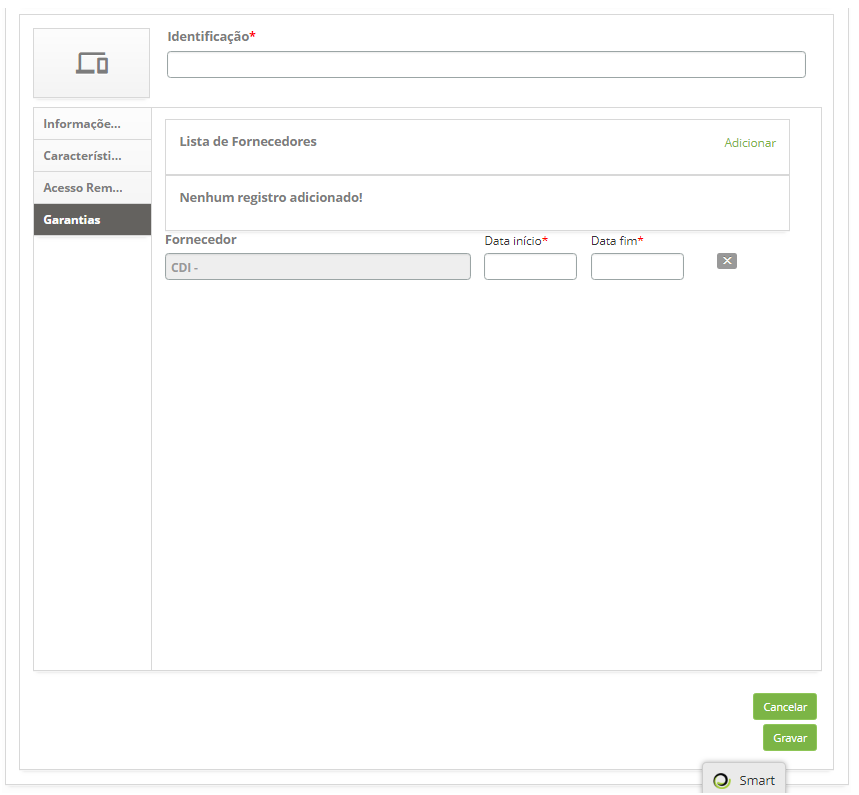 Identificação*
Informaçõe...
Característi...
Acesso Rem...
Garantias
Lista de Fornecedores
Adicionar
Nenhum registro adicionado!
Fornecedor
Data início*
Data fim*
CDI -
Cancelar
Gravar
Smart